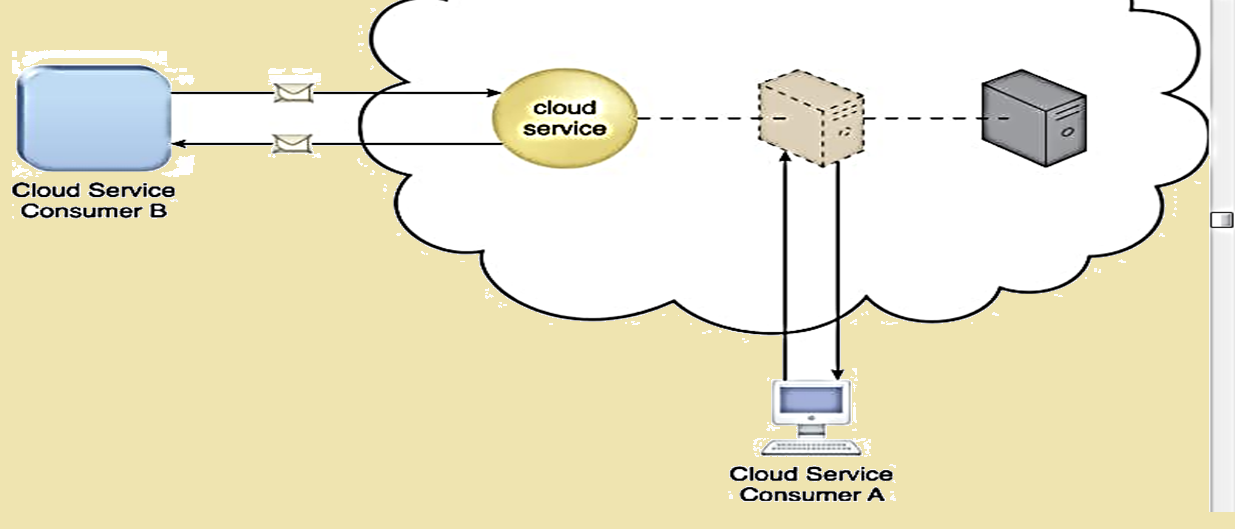 cloud
service
Cloud Service
Consumer B
Cloud Service
Consumer A